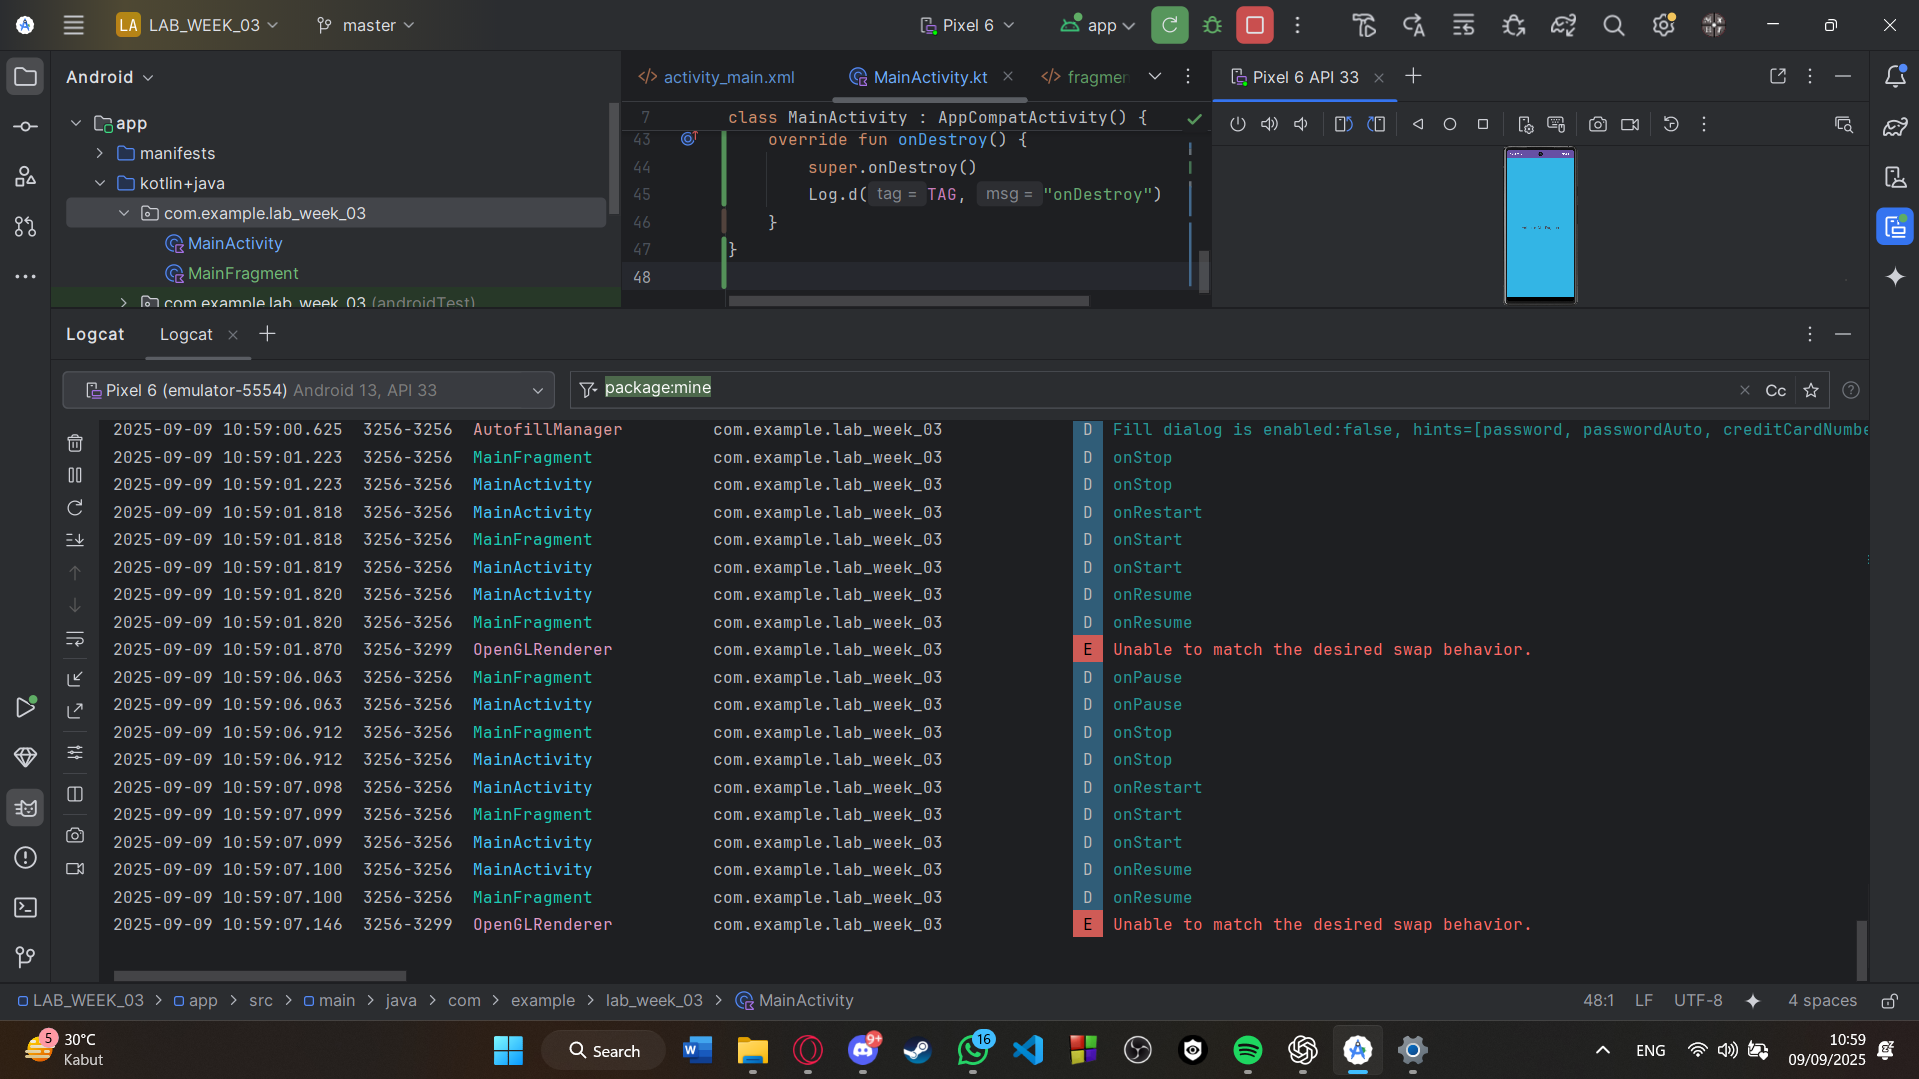 LA LAB_WEEK_03 master Pixel 6 app
Android
activity_main.xml MainActivity.kt fragmen
Pixel 6 API 33
app
manifests
kotlin+java
com.example.lab_week_03
MainActivity
MainFragment
com.example.lab_week_03 (androidTest)
7 class MainActivity : AppCompatActivity() {
43 override fun onDestroy() {
44 super.onDestroy()
45 Log.d( tag = TAG, msg = "onDestroy")
46 }
47 }
48
Logcat Logcat
Pixel 6 (emulator-5554) Android 13, API 33 package:mine Cc
2025-09-09 10:59:00.625 3256-3256 AutofillManager com.example.lab_week_03 D Fill dialog is enabled:false, hints=[password, passwordAuto, creditCardNumbe
2025-09-09 10:59:01.223 3256-3256 MainFragment com.example.lab_week_03 D onStop
2025-09-09 10:59:01.223 3256-3256 MainActivity com.example.lab_week_03 D onStop
2025-09-09 10:59:01.818 3256-3256 MainActivity com.example.lab_week_03 D onRestart
2025-09-09 10:59:01.818 3256-3256 MainFragment com.example.lab_week_03 D onStart
2025-09-09 10:59:01.819 3256-3256 MainActivity com.example.lab_week_03 D onStart
2025-09-09 10:59:01.820 3256-3256 MainActivity com.example.lab_week_03 D onResume
2025-09-09 10:59:01.820 3256-3256 MainFragment com.example.lab_week_03 D onResume
2025-09-09 10:59:01.870 3256-3299 OpenGLRenderer com.example.lab_week_03 E Unable to match the desired swap behavior.
2025-09-09 10:59:06.063 3256-3256 MainFragment com.example.lab_week_03 D onPause
2025-09-09 10:59:06.063 3256-3256 MainActivity com.example.lab_week_03 D onPause
2025-09-09 10:59:06.912 3256-3256 MainFragment com.example.lab_week_03 D onStop
2025-09-09 10:59:06.912 3256-3256 MainActivity com.example.lab_week_03 D onStop
2025-09-09 10:59:07.098 3256-3256 MainActivity com.example.lab_week_03 D onRestart
2025-09-09 10:59:07.099 3256-3256 MainFragment com.example.lab_week_03 D onStart
2025-09-09 10:59:07.099 3256-3256 MainActivity com.example.lab_week_03 D onStart
2025-09-09 10:59:07.100 3256-3256 MainActivity com.example.lab_week_03 D onResume
2025-09-09 10:59:07.100 3256-3256 MainFragment com.example.lab_week_03 D onResume
2025-09-09 10:59:07.146 3256-3299 OpenGLRenderer com.example.lab_week_03 E Unable to match the desired swap behavior.
LAB_WEEK_03 > app > src > main > java > com > example > lab_week_03 > MainActivity 48:1 LF UTF-8 4 spaces
5 30°C
Kabut
Search 9+ 16 ENG
10:59
09/09/2025